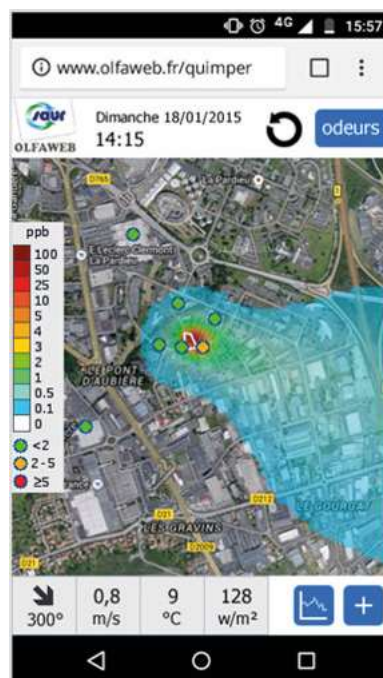 4G 15:57
www.olfaweb.fr/quimper
saur
OLFAWEB
Dimanche 18/01/2015
14:15
odeurs
D765
La Pardieu
E.Leclerc Clermont
La Pardieu
ppb
100
50
25
10
5
4
3
2
1
0.5
0.1
0
<2
2-5
≥5
LE PONT
D'AUBIÈRE
D212
LE GOURGAT
D21
LES GRAVINS
D2009
D21
300°
0,8
m/s
9
°C
128
w/m²